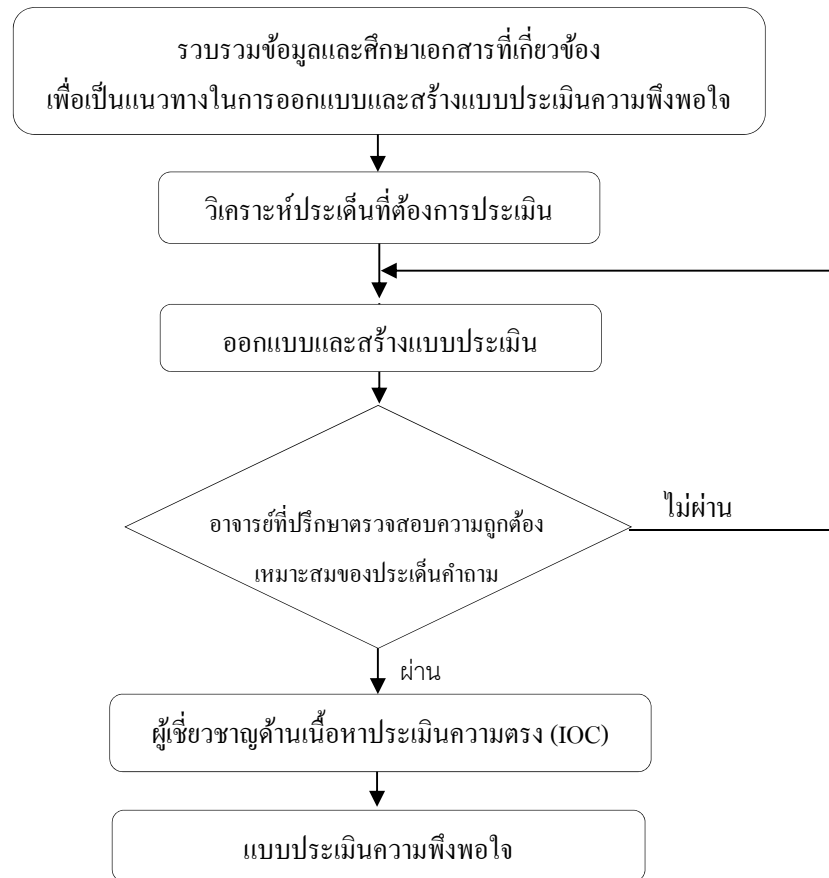 รวบรวมข้อมูลและศึกษาเอกสารที่เกี่ยวข้อง
เพื่อเป็นแนวทางในการออกแบบและสร้างแบบประเมินความพึงพอใจ
วิเคราะห์ประเด็นที่ต้องการประเมิน
ออกแบบและสร้างแบบประเมิน
อาจารย์ที่ปรึกษาตรวจสอบความถูกต้อง
เหมาะสมของประเด็นคำถาม
ไม่ผ่าน
ผ่าน
ผู้เชี่ยวชาญด้านเนื้อหาประเมินความตรง (IOC)
แบบประเมินความพึงพอใจ